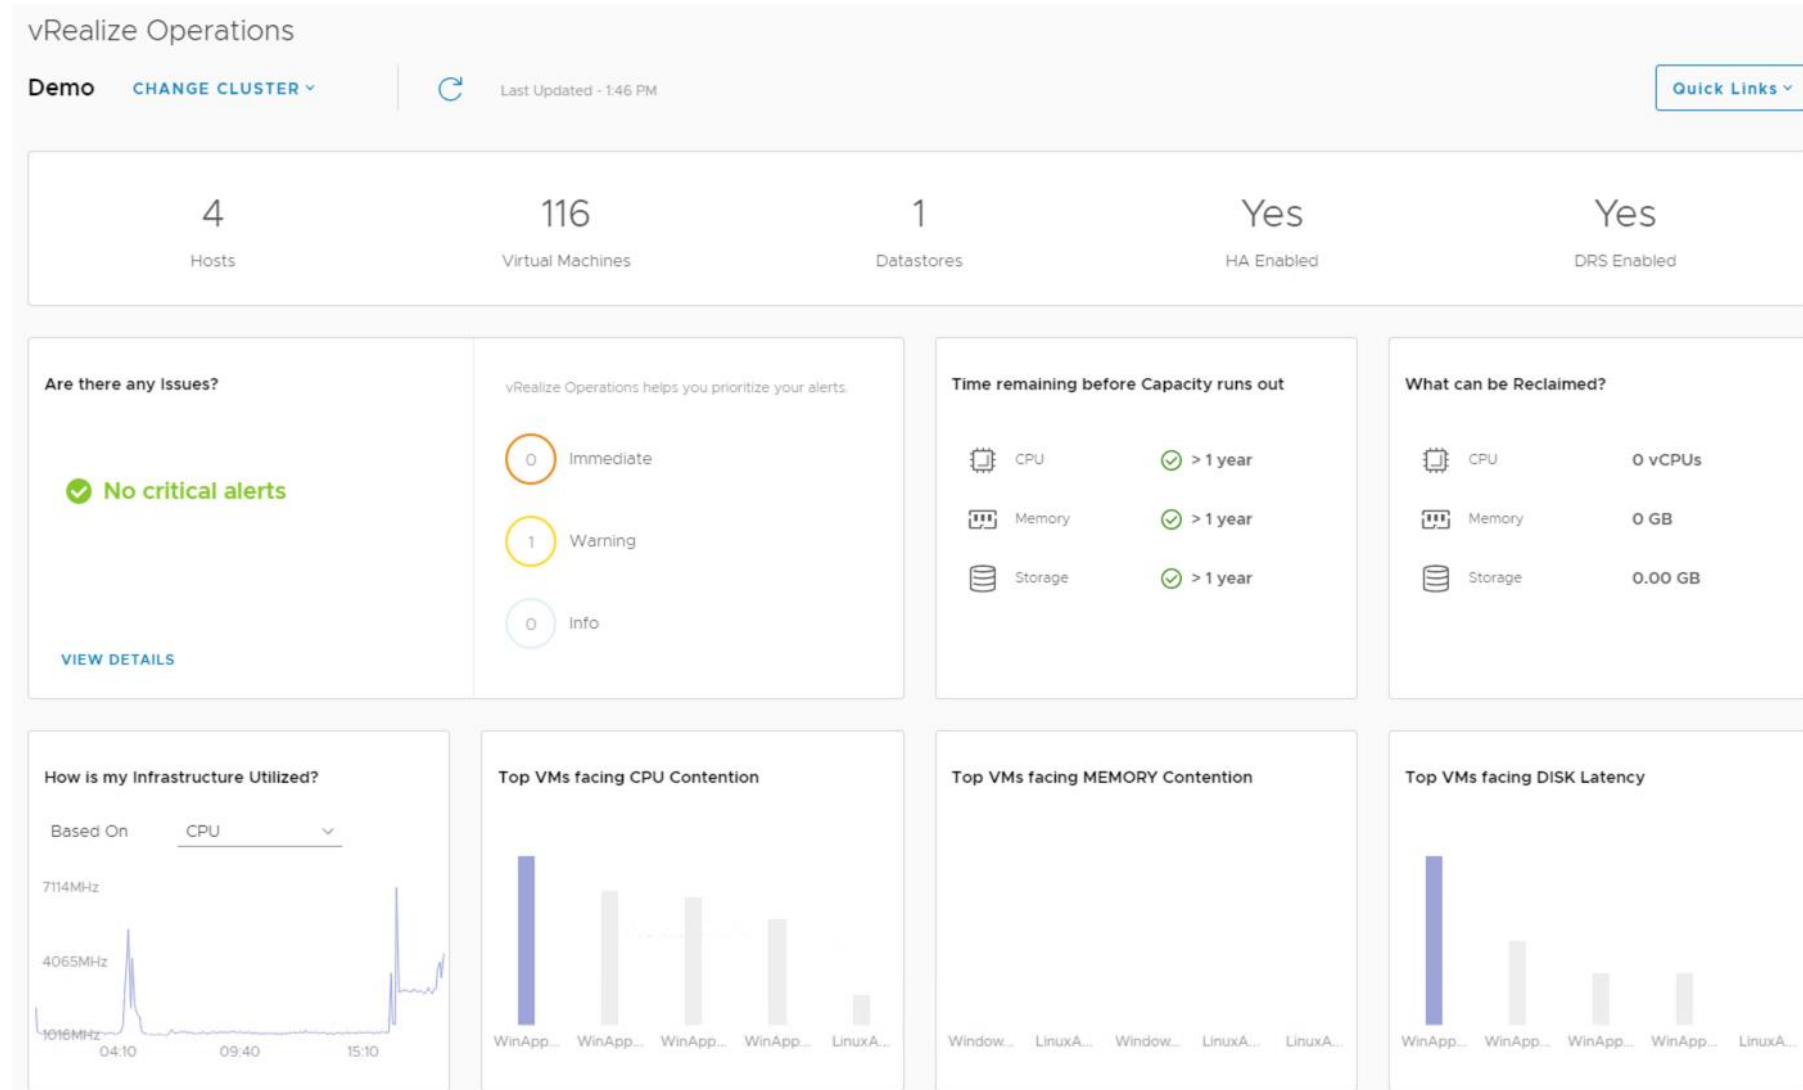 vRealize Operations
Demo CHANGE CLUSTER Last Updated - 1:46 PM Quick Links
4 116 1 Yes Yes
Hosts Virtual Machines Datastores HA Enabled DRS Enabled
Are there any Issues?
No critical alerts
VIEW DETAILS
vRealize Operations helps you prioritize your alerts.
0 Immediate
1 Warning
0 Info
Time remaining before Capacity runs out
CPU > 1 year
Memory > 1 year
Storage > 1 year
What can be Reclaimed?
CPU 0 vCPUs
Memory 0 GB
Storage 0.00 GB
How is my Infrastructure Utilized?
Based On CPU
7114MHz
4065MHz
1016MHz
04:10 09:40 15:10
Top VMs facing CPU Contention
WinApp... WinApp... WinApp... WinApp... LinuxA...
Top VMs facing MEMORY Contention
Window... LinuxA... Window... LinuxA... LinuxA...
Top VMs facing DISK Latency
WinApp... WinApp... WinApp... WinApp... LinuxA...